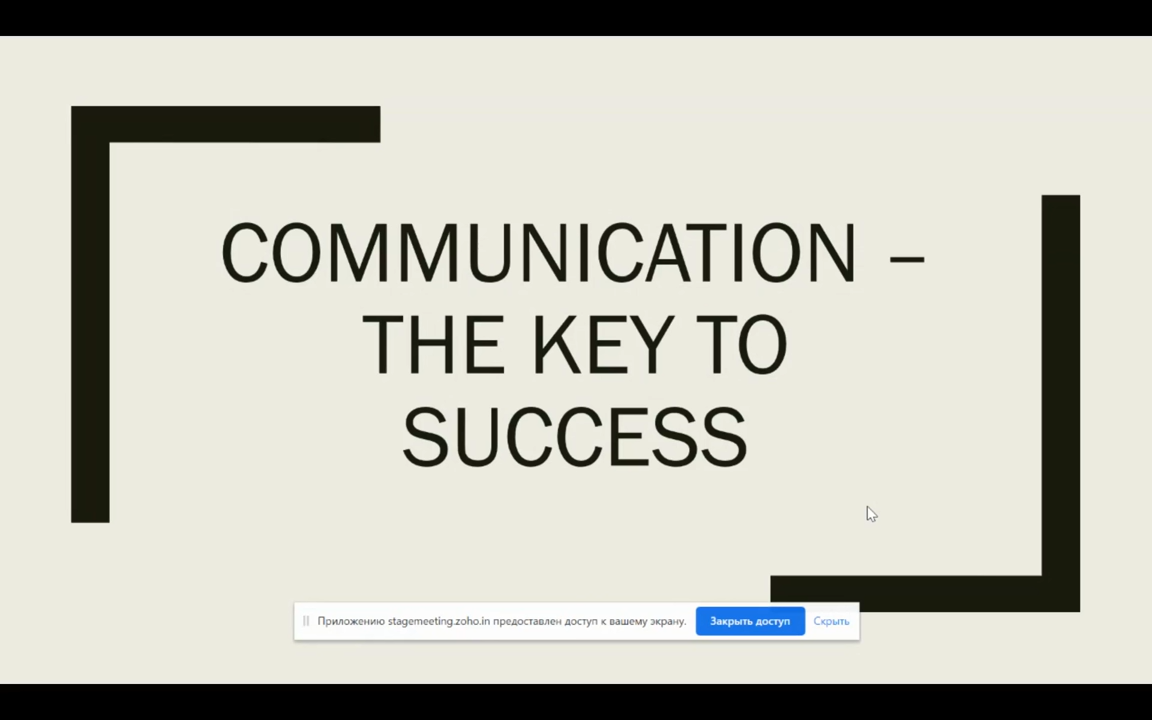 COMMUNICATION –
THE KEY TO
SUCCESS
Приложению stagemeeting.zoho.in предоставлен доступ к вашему экрану. Закрыть доступ Скрыть